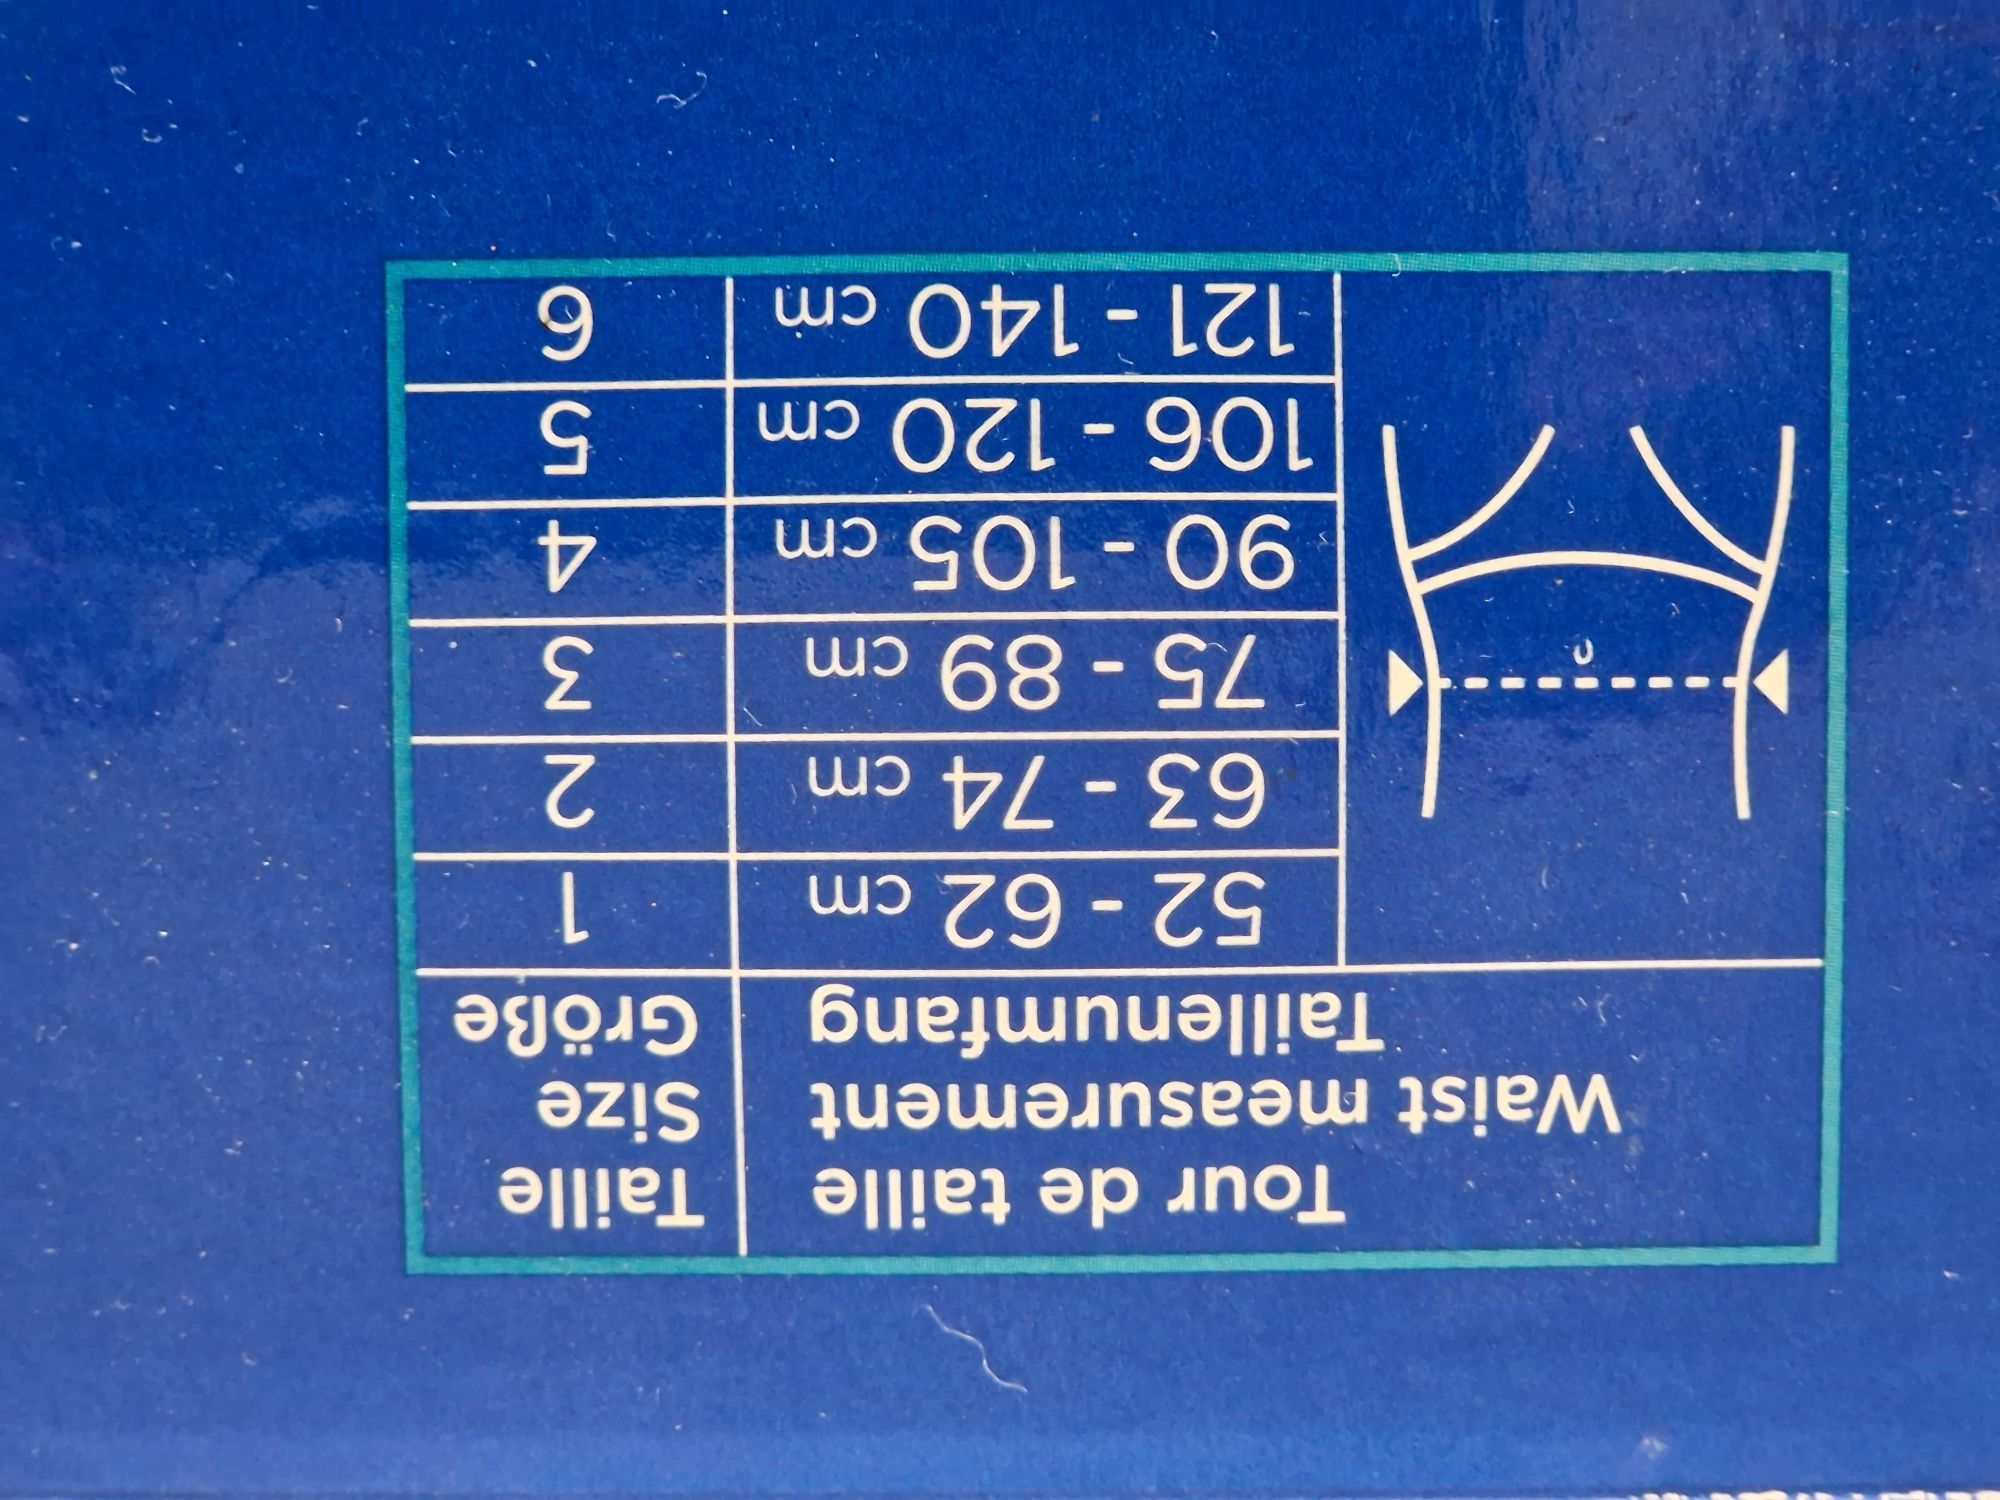 Tour de taille
Waist measurement
Taillenumfang
Taille
Size
Größe
52 - 62 cm 1
63 - 74 cm 2
75 - 89 cm 3
90 - 105 cm 4
106 - 120 cm 5
121 - 140 cm 6